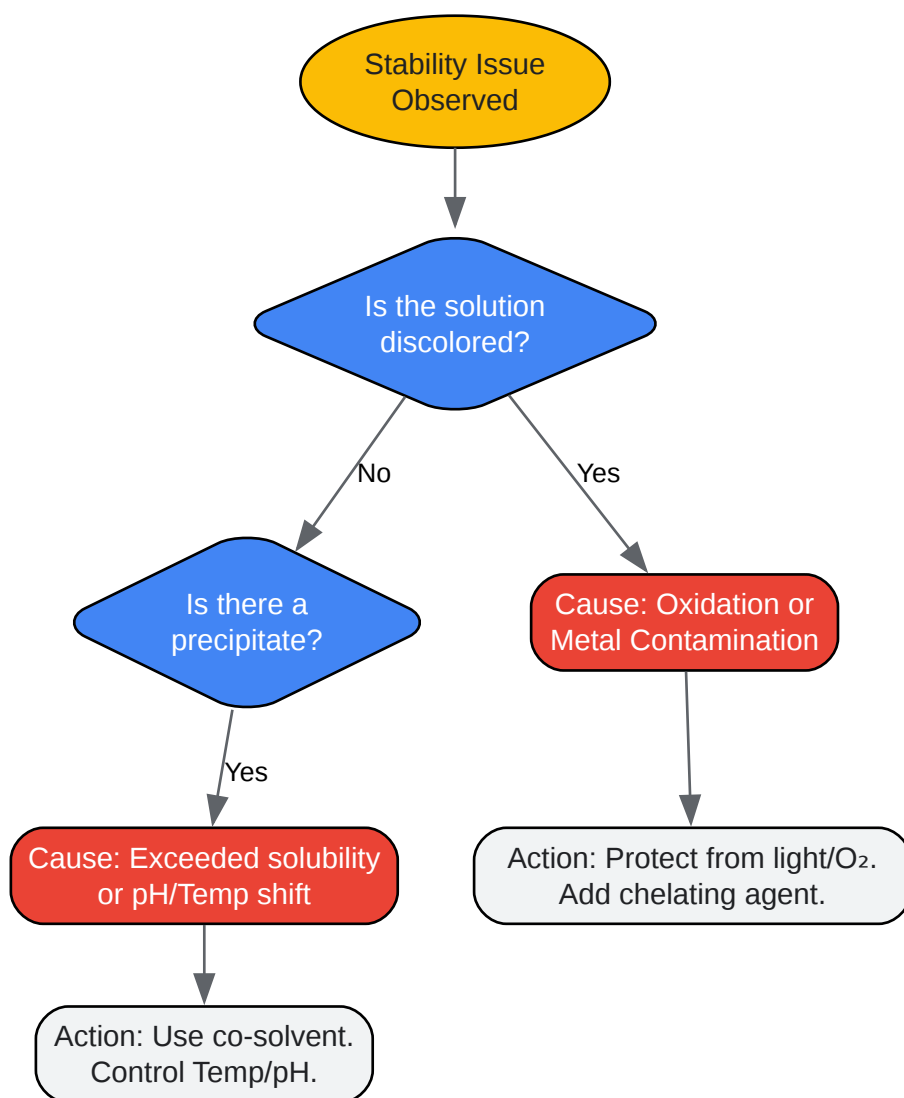 Stability Issue
Observed
Is the solution
discolored?
No
Yes
Is there a
precipitate?
Cause: Oxidation or
Metal Contamination
Yes
Cause: Exceeded solubility
or pH/Temp shift
Action: Protect from light/O₂.
Add chelating agent.
Action: Use co-solvent.
Control Temp/pH.